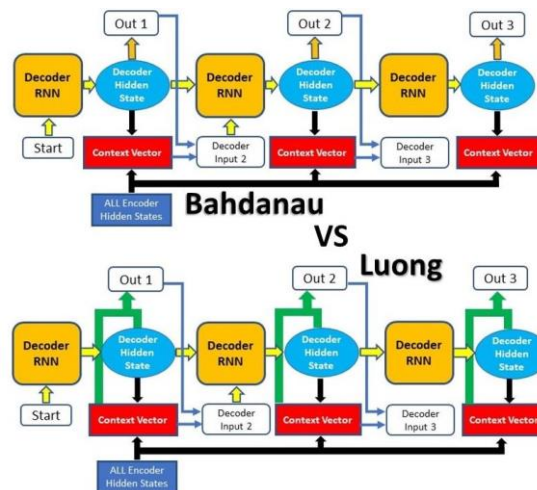 Out 1
Out 2
Out 3
Decoder
RNN
Decoder
Hidden
State
Decoder
RNN
Decoder
Hidden
State
Decoder
RNN
Decoder
Hidden
State
Start
Context Vector
Decoder
Input 2
Context Vector
Decoder
Input 3
Context Vector
ALL Encoder
Hidden States
Bahdanau
VS
Luong
Out 1
Out 2
Out 3
Decoder
RNN
Decoder
Hidden
State
Decoder
RNN
Decoder
Hidden
State
Decoder
RNN
Decoder
Hidden
State
Start
Context Vector
Decoder
Input 2
Context Vector
Decoder
Input 3
Context Vector
ALL Encoder
Hidden States